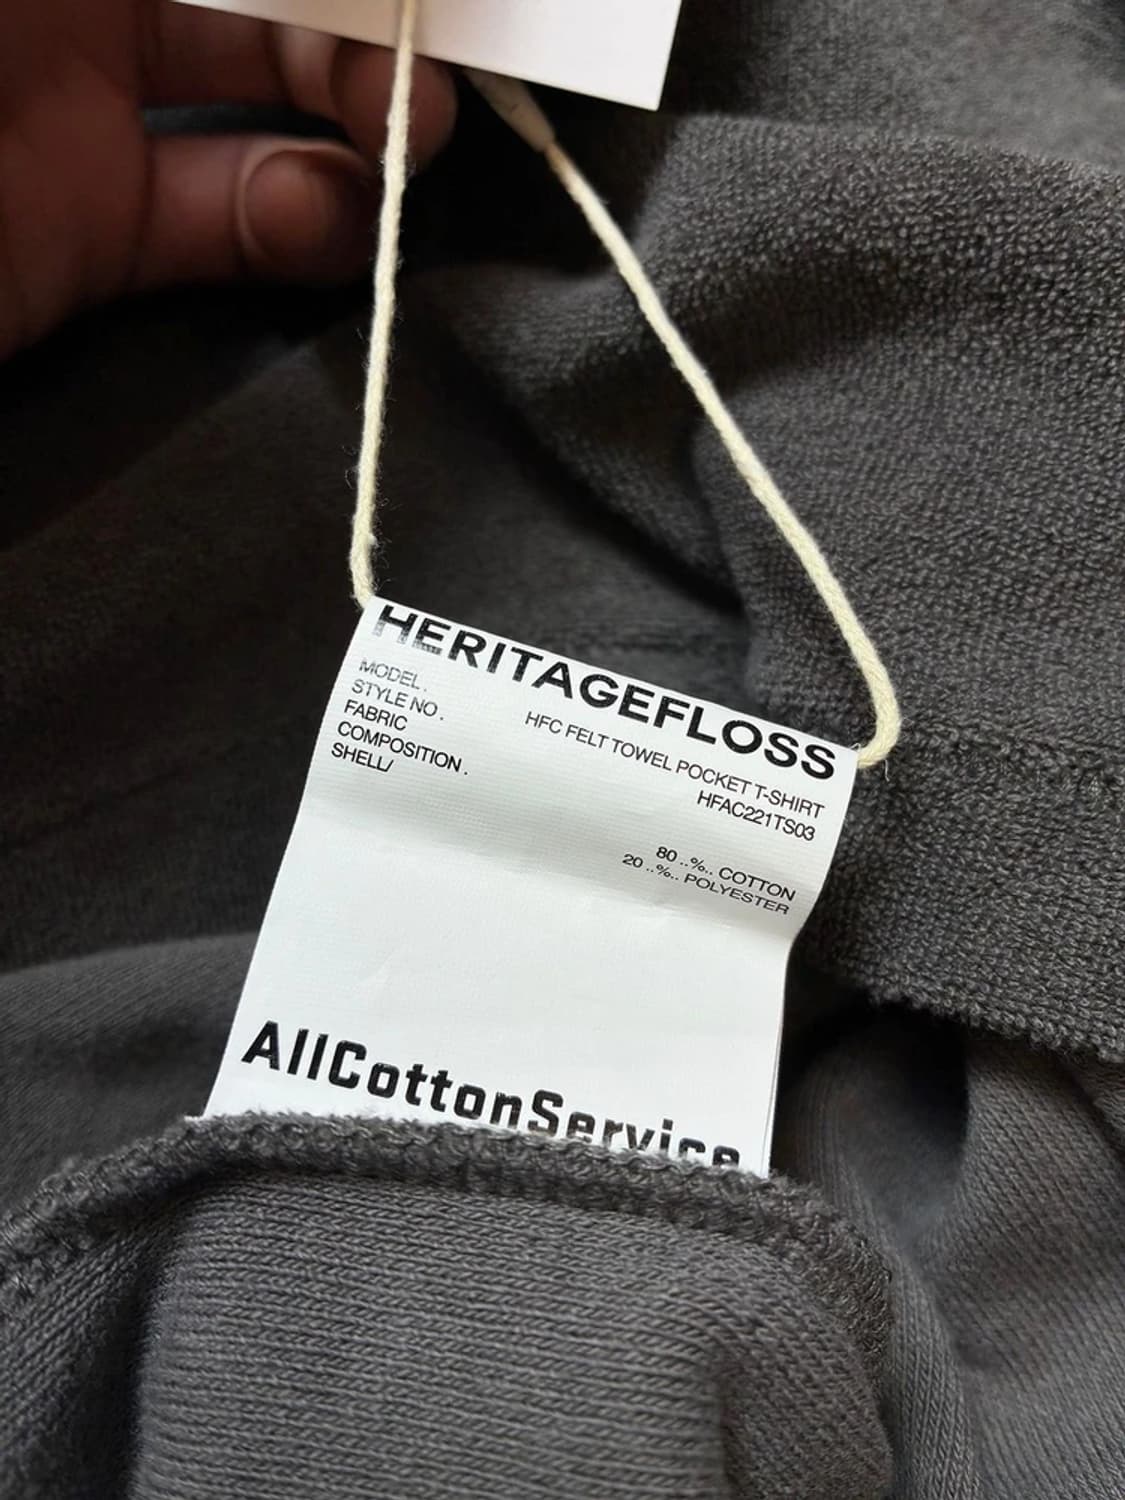 HERITAGEFLOSS
MODEL.
HFC FELT TOWEL POCKET T-SHIRT
STYLE NO.
HFAC221TS03
FABRIC
COMPOSITION.
SHELL/
80 ..%.. COTTON
20 ..%.. POLYESTER
AllCottonService